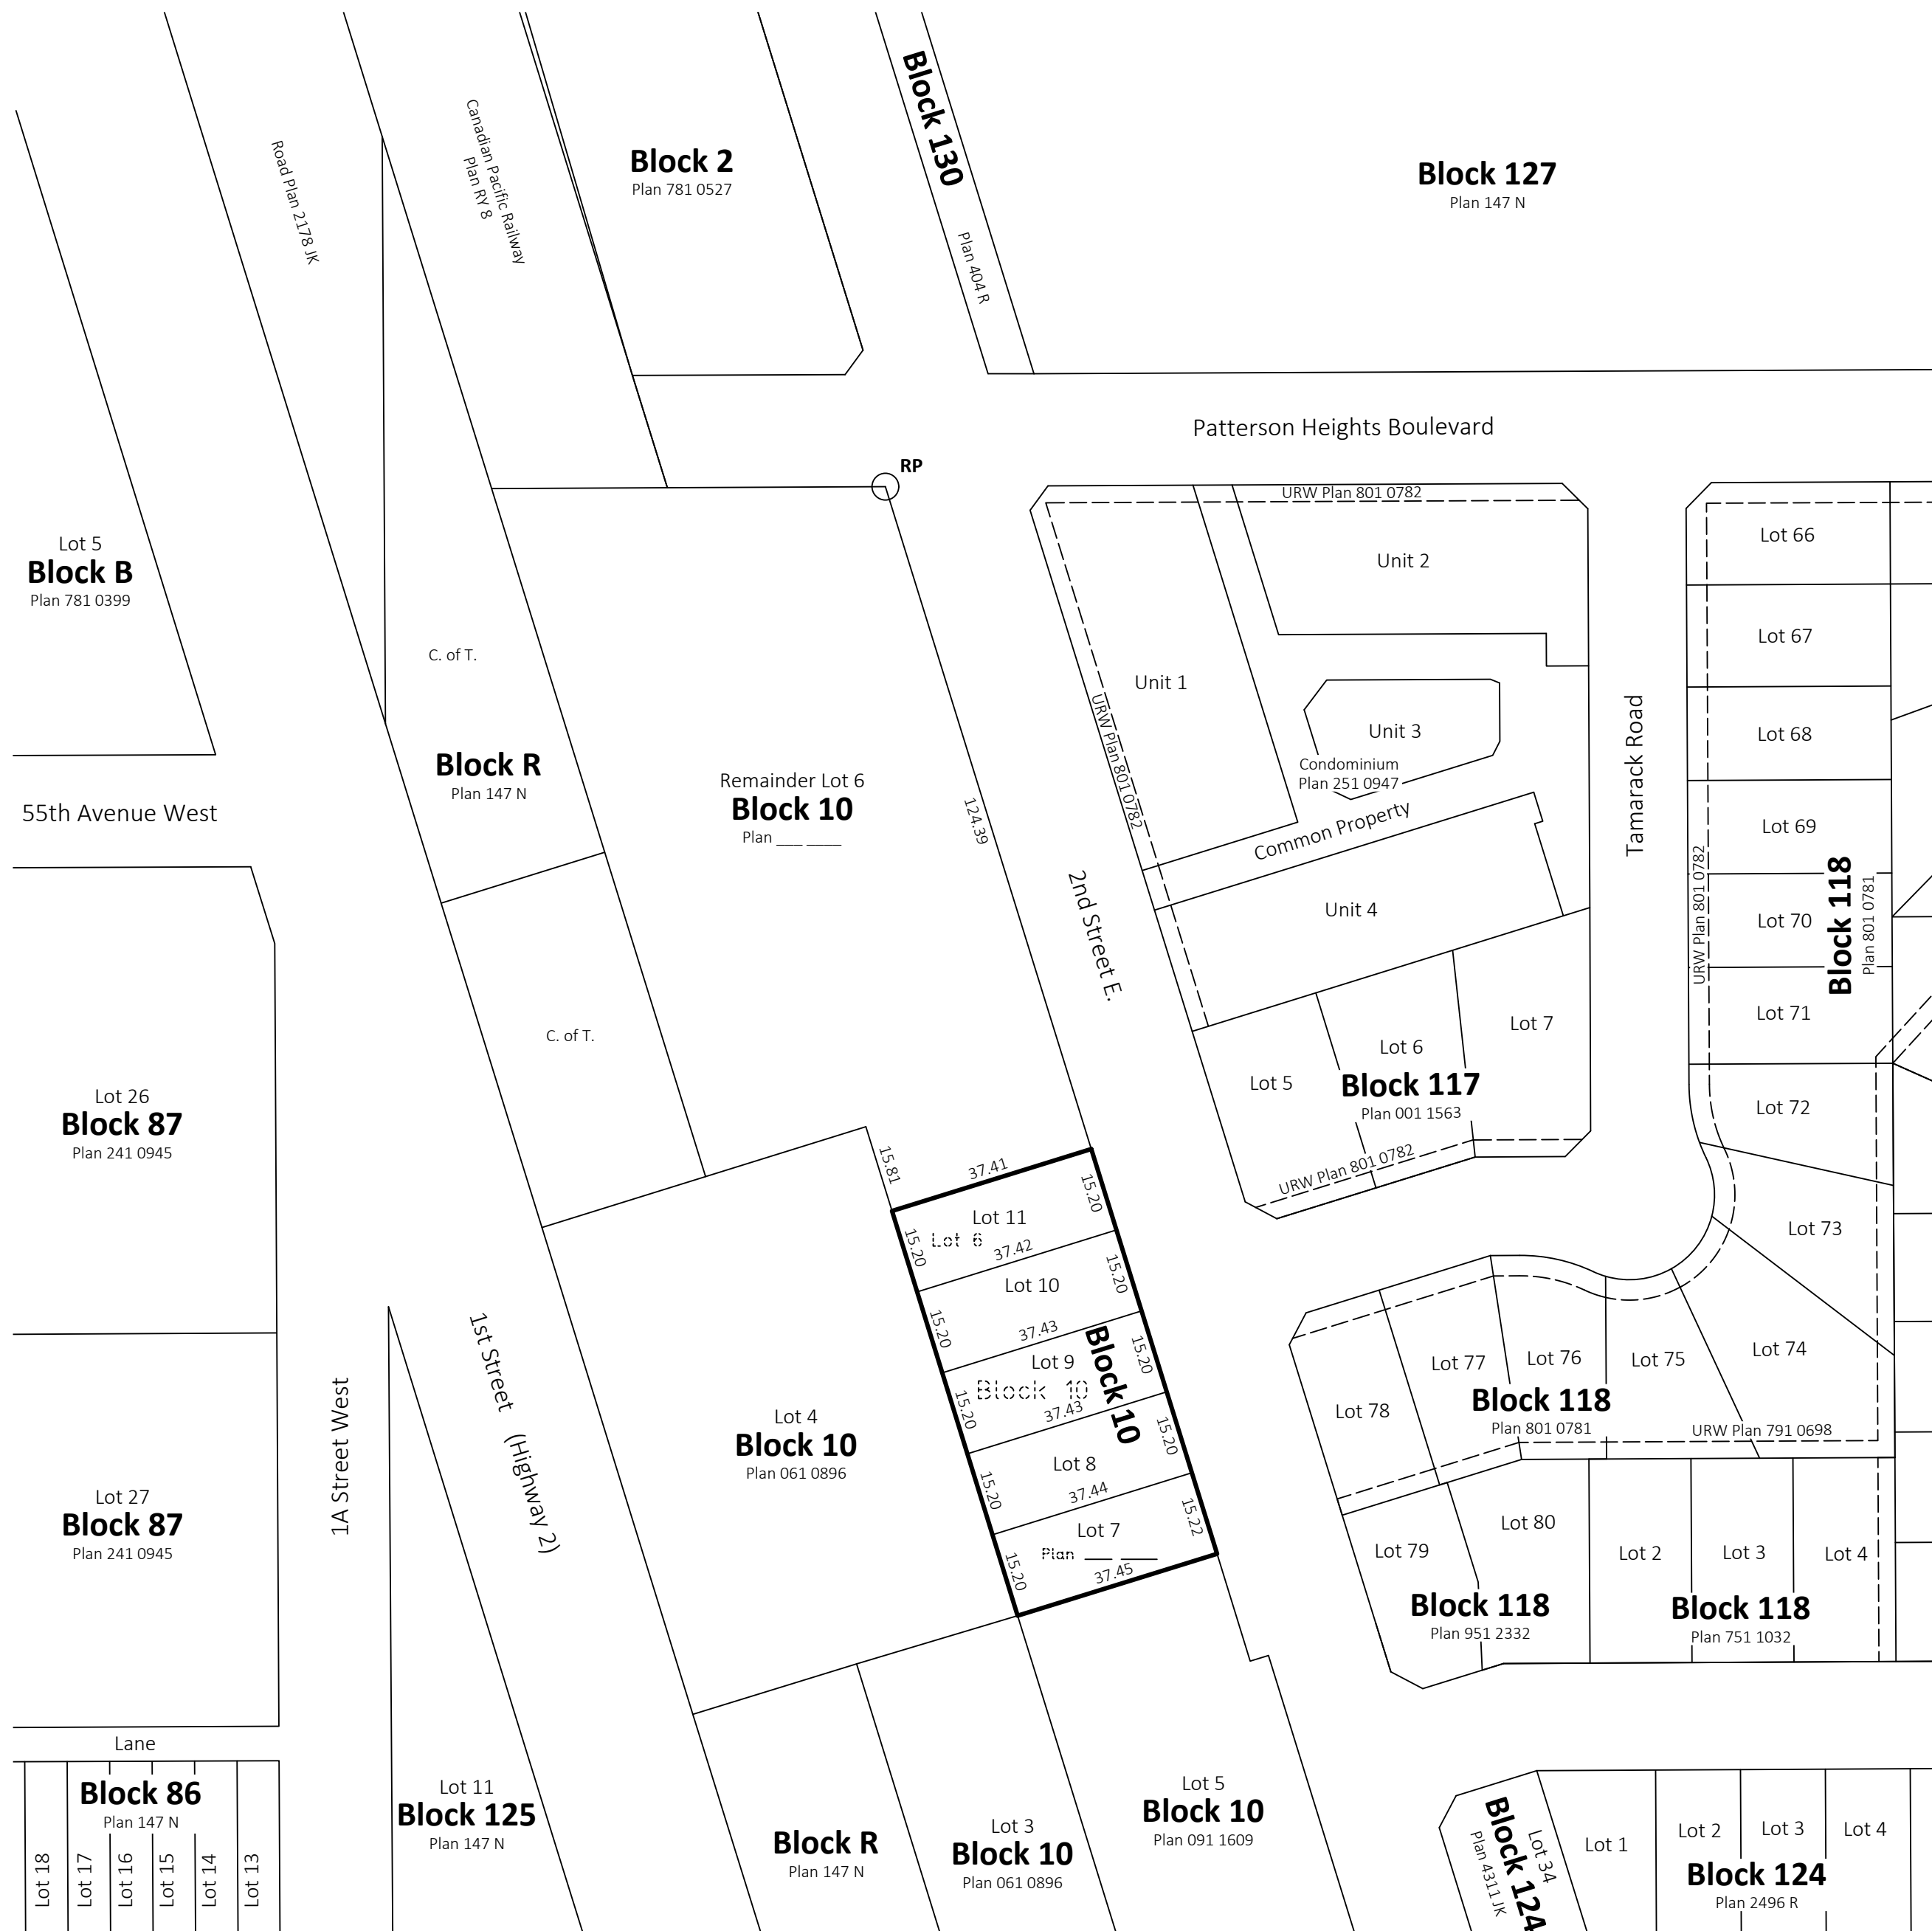 Block 130
Plan 404 R
Road Plan 2178 JK
Canadian Pacific Railway
Plan RY 8
Block 2
Plan 781 0527
Block 127
Plan 147 N
Patterson Heights Boulevard
RP
URW Plan 801 0782
Lot 5
Block B
Plan 781 0399
C. of T.
Block R
Plan 147 N
55th Avenue West
Remainder Lot 6
Block 10
Plan ___ ____
124.39
2nd Street E.
Unit 1
Unit 2
Unit 3
Condominium
Plan 251 0947
Common Property
Unit 4
URW Plan 801 0782
Tamarack Road
Lot 66
Lot 67
Lot 68
Lot 69
Lot 70
Lot 71
Lot 72
Lot 73
Lot 74
URW Plan 801 0782
Block 118
Plan 801 0781
C. of T.
Lot 5
Lot 6
Lot 7
Block 117
Plan 001 1563
URW Plan 801 0782
Lot 26
Block 87
Plan 241 0945
Lot 27
Block 87
Plan 241 0945
1A Street West
1st Street (Highway 2)
15.81
37.41
15.20
Lot 11
Lot 6
15.20
37.42
Lot 10
15.20
15.20
37.43
Lot 9
15.20
Block 10
Block 10
15.20
37.43
Lot 8
15.20
15.20
37.44
Lot 7
15.22
Plan ___ ____
15.20
37.45
Lot 4
Block 10
Plan 061 0896
Lot 78
Lot 77
Lot 76
Lot 75
Block 118
Plan 801 0781
URW Plan 791 0698
Lot 79
Lot 80
Block 118
Plan 951 2332
Lot 2
Lot 3
Lot 4
Block 118
Plan 751 1032
Lane
Block 86
Plan 147 N
Lot 18
Lot 17
Lot 16
Lot 15
Lot 14
Lot 13
Lot 11
Block 125
Plan 147 N
Block R
Plan 147 N
Lot 3
Block 10
Plan 061 0896
Lot 5
Block 10
Plan 091 1609
Lot 34
Block 124
Plan 4311 JK
Lot 1
Lot 2
Lot 3
Lot 4
Block 124
Plan 2496 R